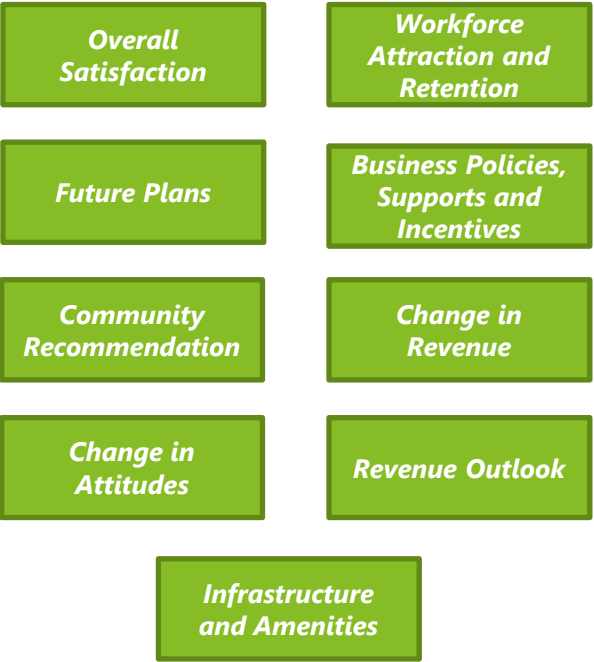 Overall
Satisfaction
Workforce
Attraction and
Retention
Future Plans
Business Policies,
Supports and
Incentives
Community
Recommendation
Change in
Revenue
Change in
Attitudes
Revenue Outlook
Infrastructure
and Amenities